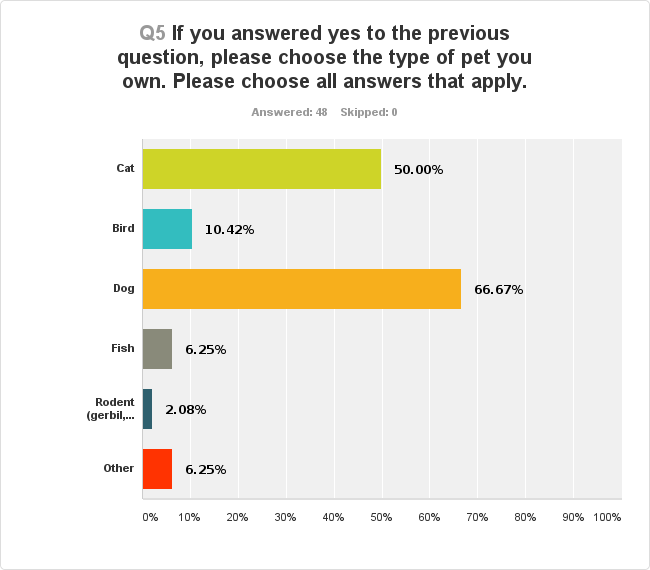 Q5 If you answered yes to the previous
question, please choose the type of pet you
own. Please choose all answers that apply.
Answered: 48 Skipped: 0
Cat
50.00%
Bird
10.42%
Dog
66.67%
Fish
6.25%
Rodent
(gerbil,...
2.08%
Other
6.25%
0% 10% 20% 30% 40% 50% 60% 70% 80% 90% 100%